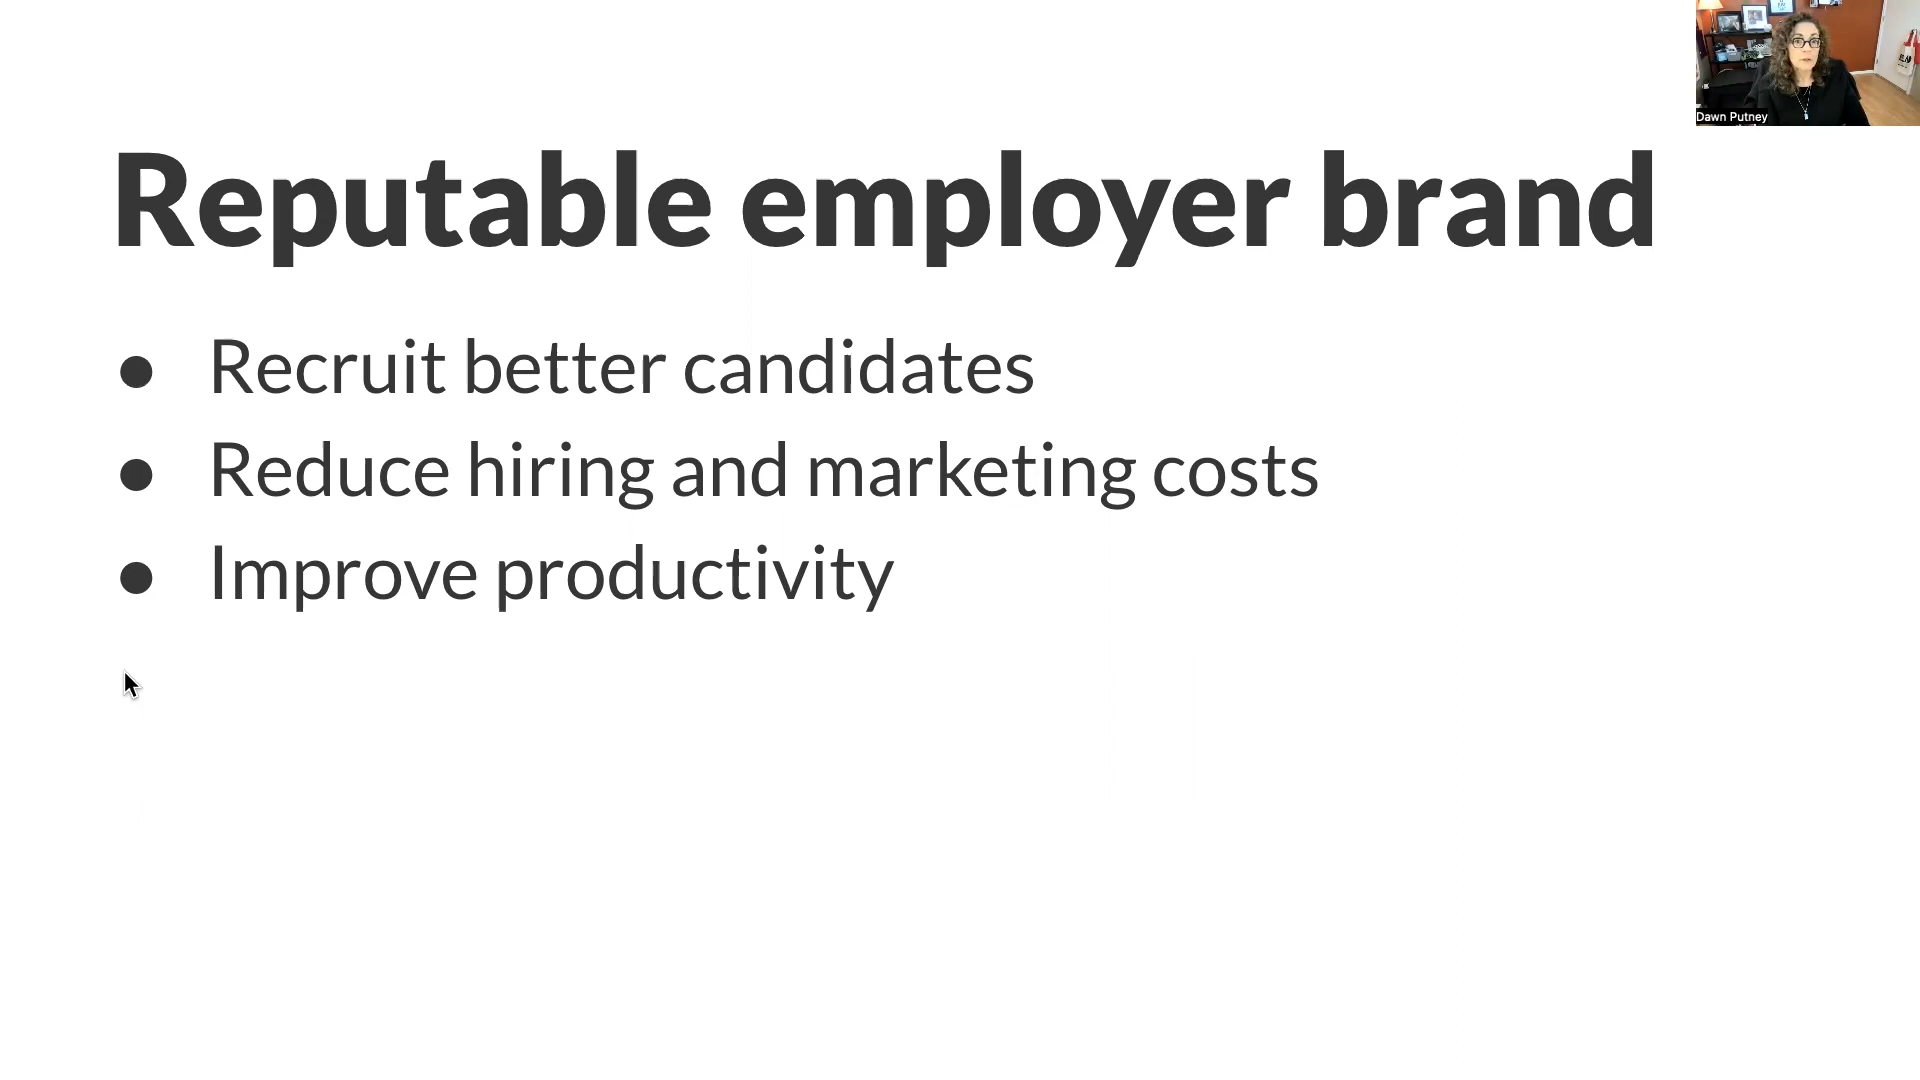 Dawn Putney
Reputable employer brand
● Recruit better candidates
● Reduce hiring and marketing costs
● Improve productivity